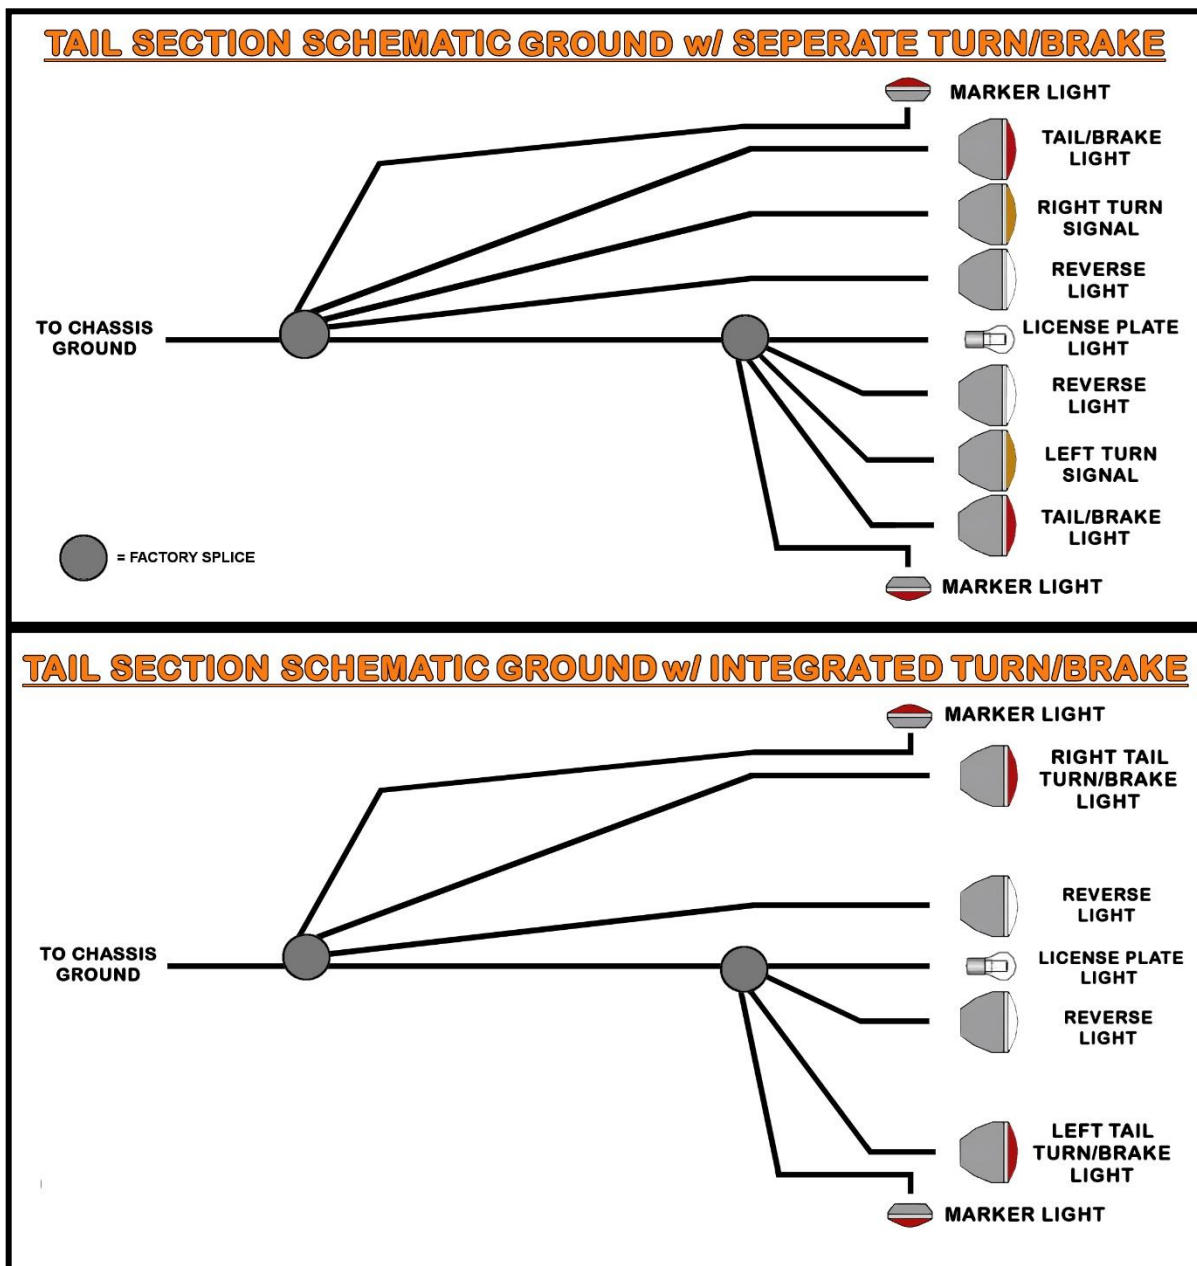 TAIL SECTION SCHEMATIC GROUND w/ SEPERATE TURN/BRAKE
MARKER LIGHT
TAIL/BRAKE
LIGHT
RIGHT TURN
SIGNAL
REVERSE
LIGHT
TO CHASSIS
GROUND
LICENSE PLATE
LIGHT
REVERSE
LIGHT
LEFT TURN
SIGNAL
TAIL/BRAKE
LIGHT
= FACTORY SPLICE
MARKER LIGHT
TAIL SECTION SCHEMATIC GROUND w/ INTEGRATED TURN/BRAKE
MARKER LIGHT
RIGHT TAIL
TURN/BRAKE
LIGHT
REVERSE
LIGHT
TO CHASSIS
GROUND
LICENSE PLATE
LIGHT
REVERSE
LIGHT
LEFT TAIL
TURN/BRAKE
LIGHT
MARKER LIGHT